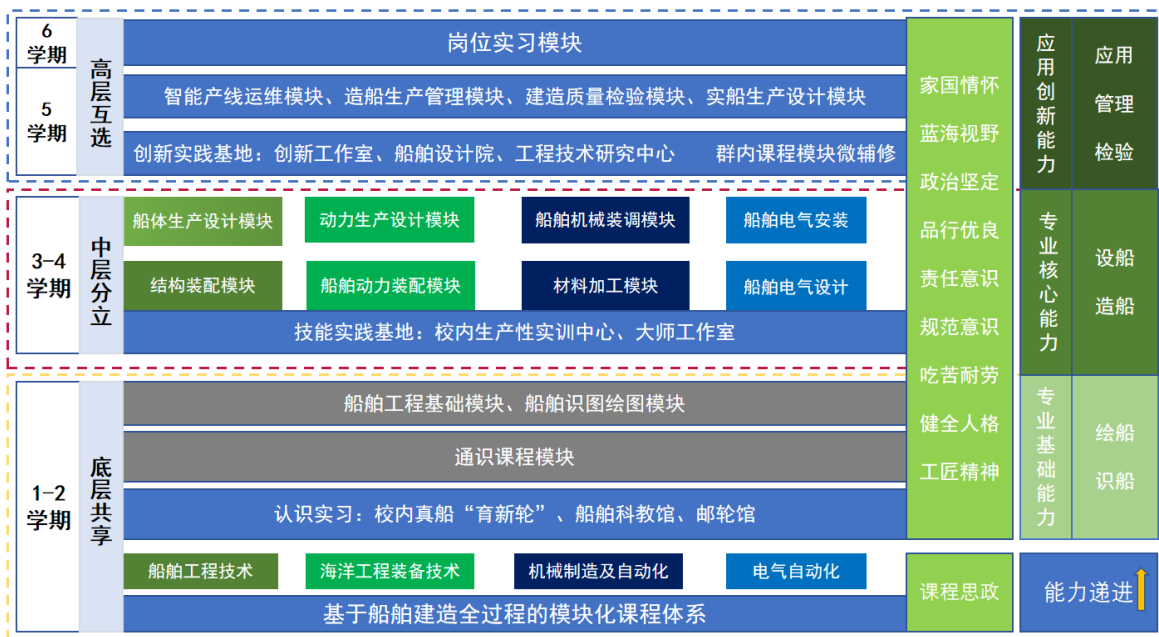 6
学期
高层互选
岗位实习模块
5
学期
智能产线运维模块、造船生产管理模块、建造质量检验模块、实船生产设计模块
创新实践基地：创新工作室、船舶设计院、工程技术研究中心 群内课程模块微辅修
3-4
学期
中层分立
船体生产设计模块
动力生产设计模块
船舶机械装调模块
船舶电气安装
结构装配模块
船舶动力装配模块
材料加工模块
船舶电气设计
技能实践基地：校内生产性实训中心、大师工作室
1-2
学期
底层共享
船舶工程基础模块、船舶识图绘图模块
通识课程模块
认识实习：校内真船“育新轮”、船舶科教馆、邮轮馆
船舶工程技术
海洋工程装备技术
机械制造及自动化
电气自动化
基于船舶建造全过程的模块化课程体系
家国情怀
蓝海视野
政治坚定
品行优良
责任意识
规范意识
吃苦耐劳
健全人格
工匠精神
课程思政
应用创新能力
应用
管理
检验
专业核心能力
设船
造船
专业基础能力
绘船
识船
能力递进